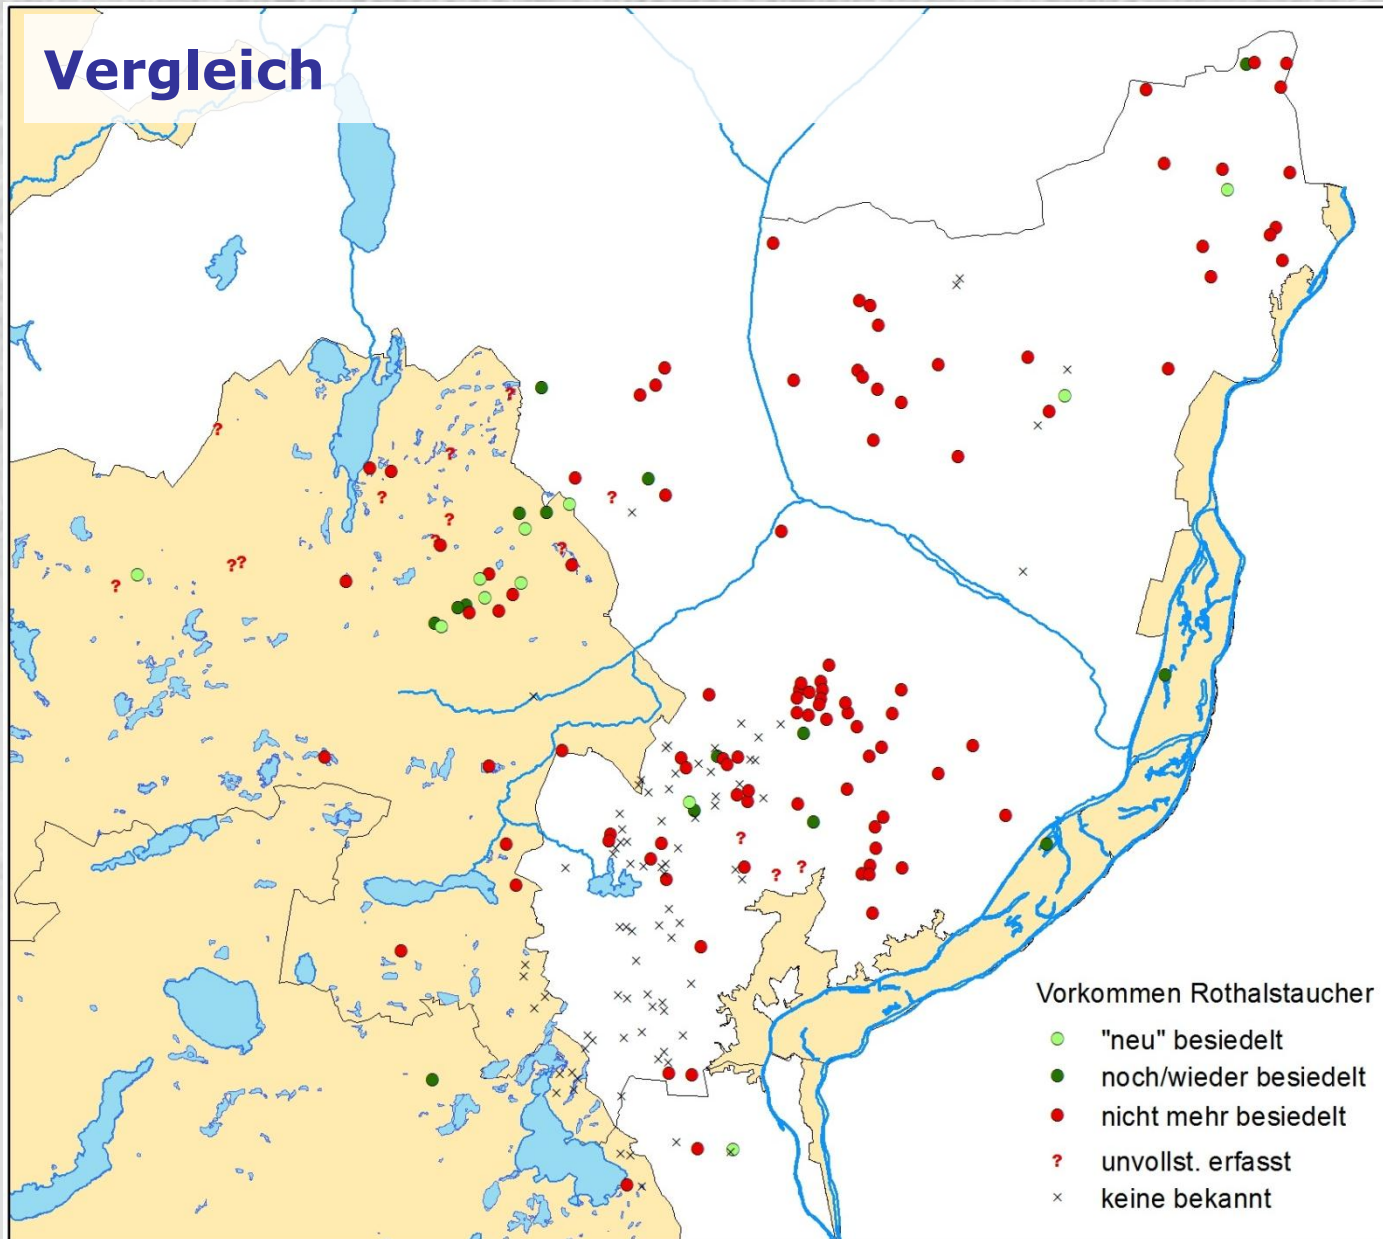 Vergleich
Vorkommen Rothalstaucher
"neu" besiedelt
noch/wieder besiedelt
nicht mehr besiedelt
? unvollst. erfasst
× keine bekannt